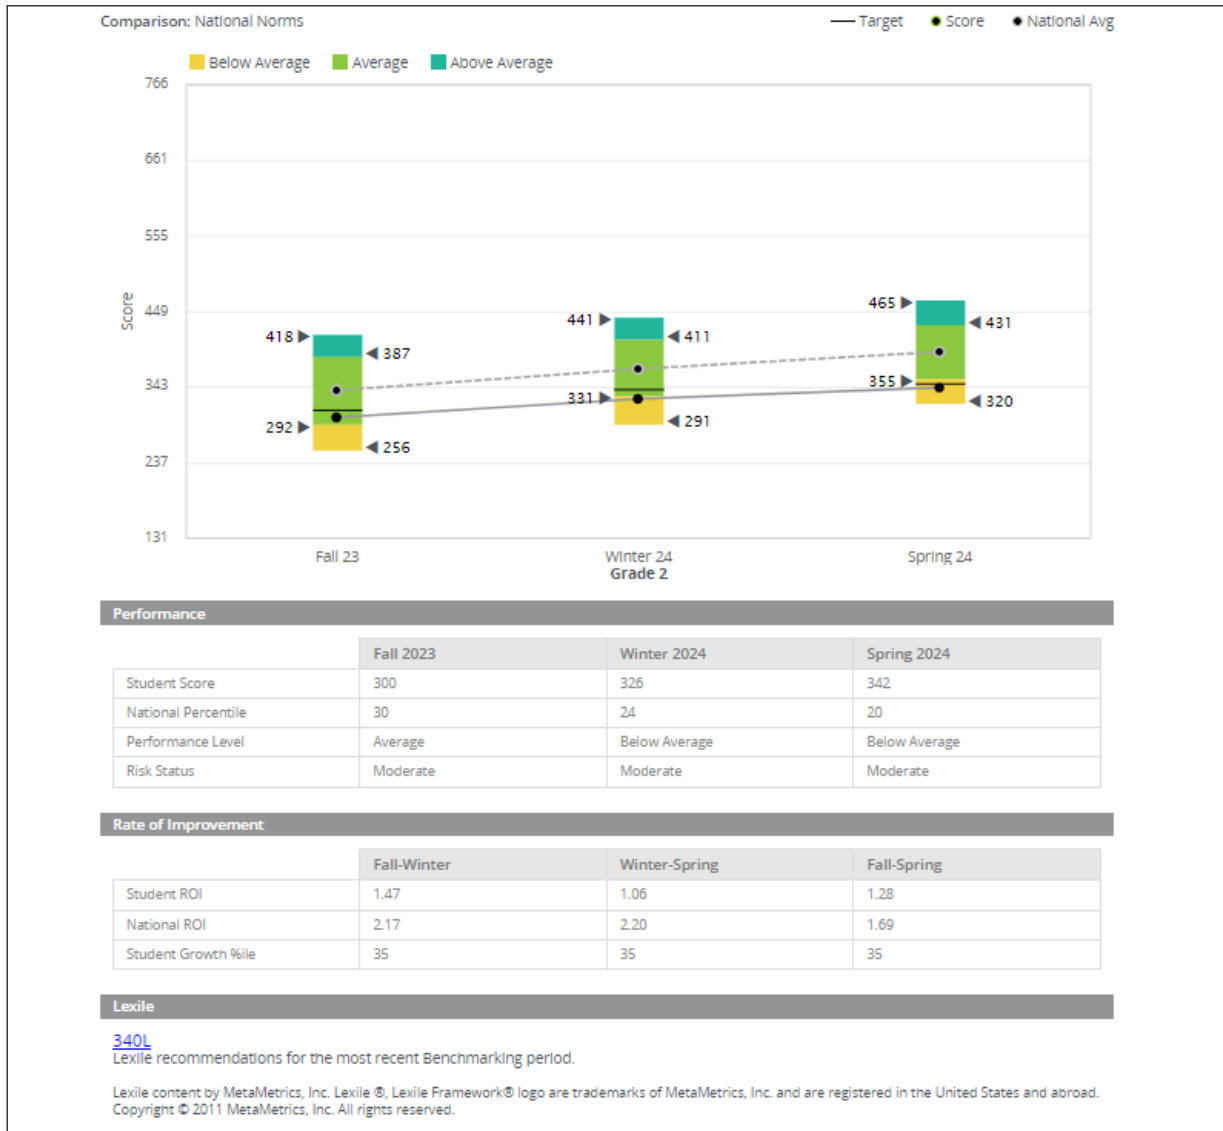 Comparison: National Norms
Target Score National Avg
Below Average Average Above Average
766
661
555
449
343
237
131
Score
418
387
292
256
441
411
331
291
465
431
355
320
Fall 23 Winter 24 Spring 24
Grade 2
Performance
Fall 2023 Winter 2024 Spring 2024
Student Score 300 326 342
National Percentile 30 24 20
Performance Level Average Below Average Below Average
Risk Status Moderate Moderate Moderate
Rate of Improvement
Fall-Winter Winter-Spring Fall-Spring
Student ROI 1.47 1.06 1.28
National ROI 2.17 2.20 1.69
Student Growth %ile 35 35 35
Lexile
340L
Lexile recommendations for the most recent Benchmarking period.
Lexile content by MetaMetrics, Inc. Lexile ®, Lexile Framework® logo are trademarks of MetaMetrics, Inc. and are registered in the United States and abroad.
Copyright © 2011 MetaMetrics, Inc. All rights reserved.